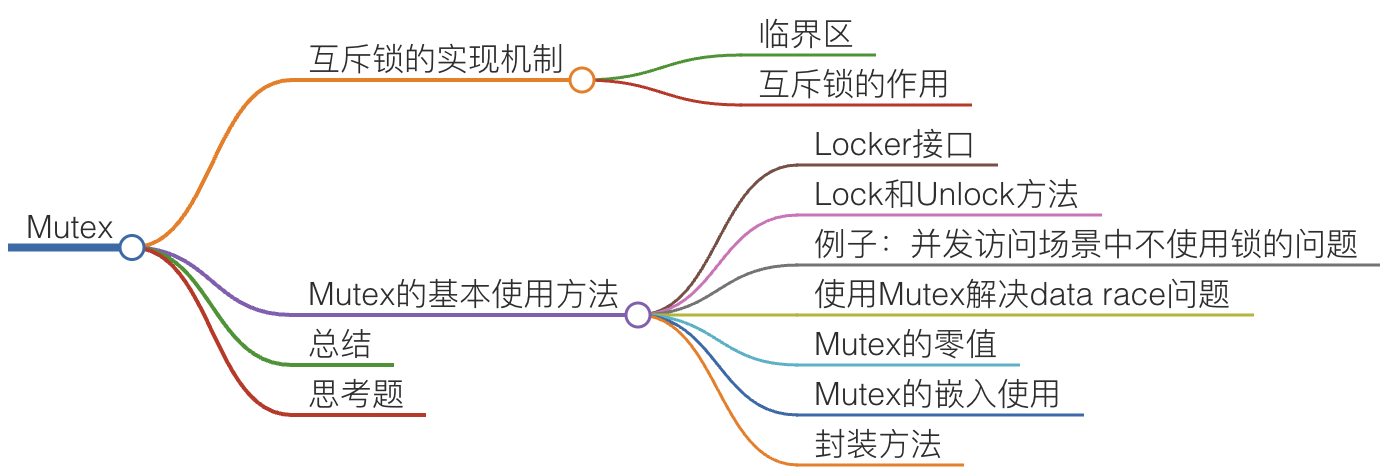 Mutex
互斥锁的实现机制
临界区
互斥锁的作用
Mutex的基本使用方法
Locker接口
Lock和Unlock方法
例子：并发访问场景中不使用锁的问题
使用Mutex解决data race问题
Mutex的零值
Mutex的嵌入使用
封装方法
总结
思考题